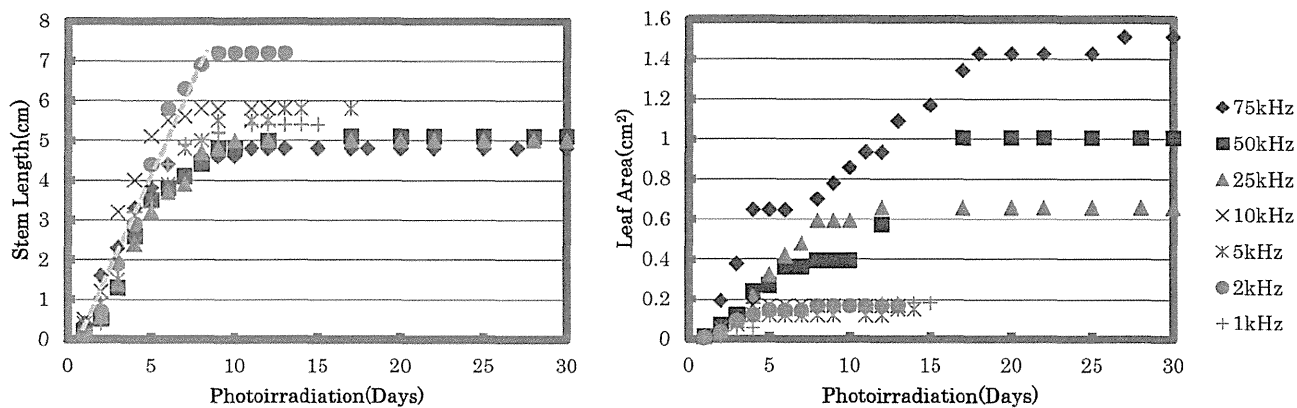 8
7
6
5
4
3
2
1
0
Stem Length(cm)
0 5 10 15 20 25 30
Photoirradiation(Days)
1.6
1.4
1.2
1
0.8
0.6
0.4
0.2
0
Leaf Area(cm²)
0 5 10 15 20 25 30
Photoirradiation(Days)
75kHz
50kHz
25kHz
10kHz
5kHz
2kHz
1kHz